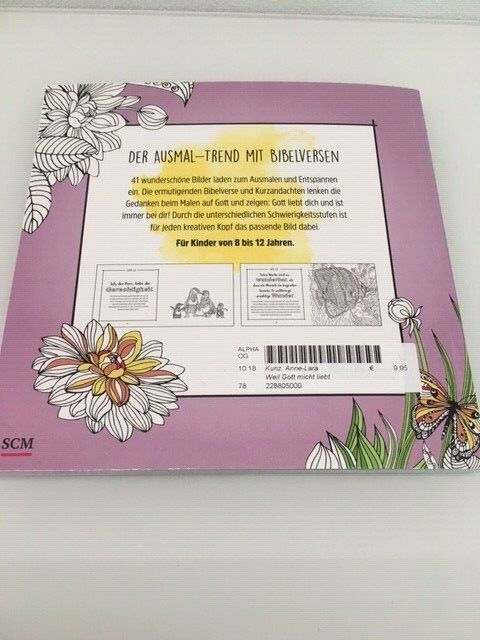 DER AUSMAL-TREND MIT BIBELVERSEN
41 wunderschöne Bilder laden zum Ausmalen und Entspannen
ein. Die ermutigenden Bibelverse und Kurzandachten lenken die
Gedanken beim Malen auf Gott und zeigen: Gott liebt dich und ist
immer bei dir! Durch die unterschiedlichen Schwierigkeitsstufen ist
für jeden kreativen Kopf das passende Bild dabei.
Für Kinder von 8 bis 12 Jahren.
Ich, der Herr, liebe die
Gerechtigkeit
wunderbar
Wunder
ALPHA
OG
10 18 Kunz, Anne-Lara € 9.95
Weil Gott micht liebt
78 228805000
SCM